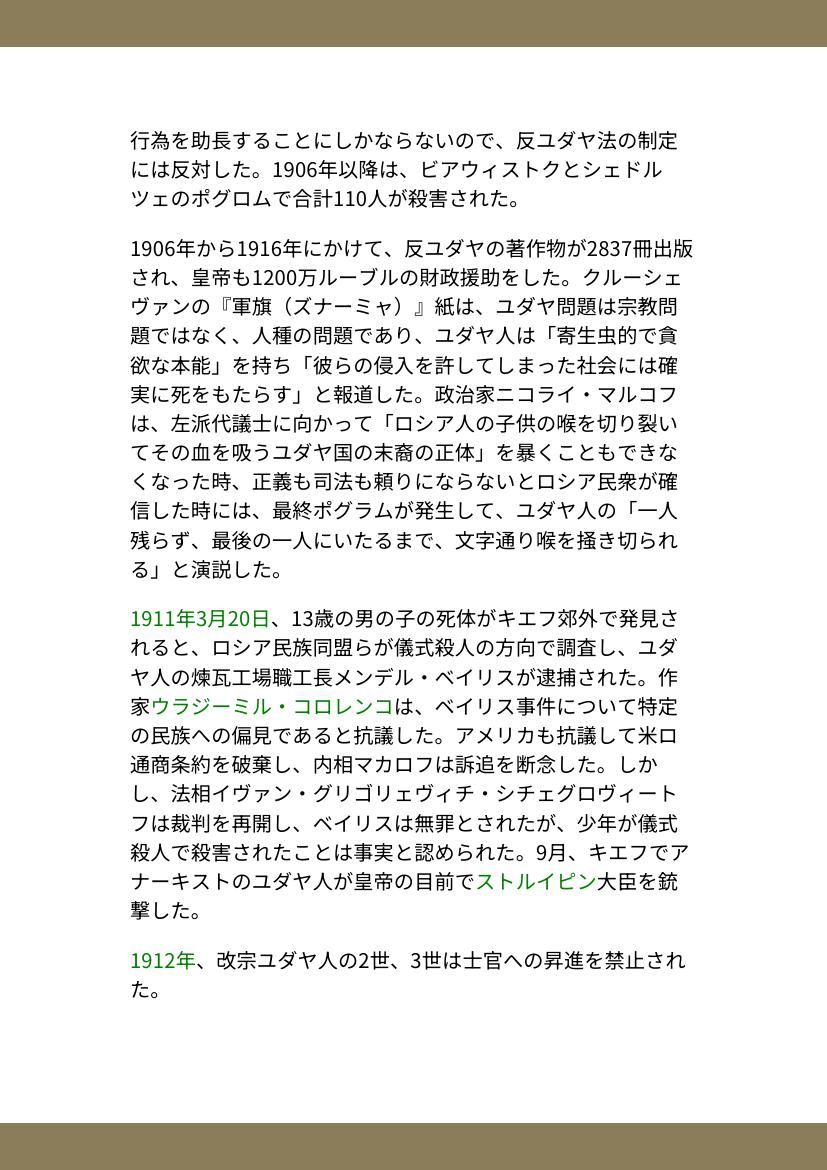 行為を助長することにしかならないので、反ユダヤ法の制定
には反対した。1906年以降は、ビアウィストクとシェドル
ツェのポグロムで合計110人が殺害された。
1906年から1916年にかけて、反ユダヤの著作物が2837冊出版
され、皇帝も1200万ルーブルの財政援助をした。クルーシェ
ヴァンの『軍旗（ズナーミャ）』紙は、ユダヤ問題は宗教問
題ではなく、人種の問題であり、ユダヤ人は「寄生虫的で貪
欲な本能」を持ち「彼らの侵入を許してしまった社会には確
実に死をもたらす」と報道した。政治家ニコライ・マルコフ
は、左派代議士に向かって「ロシア人の子供の喉を切り裂い
てその血を吸うユダヤ国の末裔の正体」を暴くこともできな
くなった時、正義も司法も頼りにならないとロシア民衆が確
信した時には、最終ポグラムが発生して、ユダヤ人の「一人
残らず、最後の一人にいたるまで、文字通り喉を掻き切られ
る」と演説した。
1911年3月20日、13歳の男の子の死体がキエフ郊外で発見さ
れると、ロシア民族同盟らが儀式殺人の方向で調査し、ユダ
ヤ人の煉瓦工場職工長メンデル・ベイリスが逮捕された。作
家ウラジーミル・コロレンコは、ベイリス事件について特定
の民族への偏見であると抗議した。アメリカも抗議して米ロ
通商条約を破棄し、内相マカロフは訴追を断念した。しか
し、法相イヴァン・グリゴリェヴィチ・シチェグロヴィート
フは裁判を再開し、ベイリスは無罪とされたが、少年が儀式
殺人で殺害されたことは事実と認められた。9月、キエフでア
ナーキストのユダヤ人が皇帝の目前でストルイピン大臣を銃
撃した。
1912年、改宗ユダヤ人の2世、3世は士官への昇進を禁止され
た。